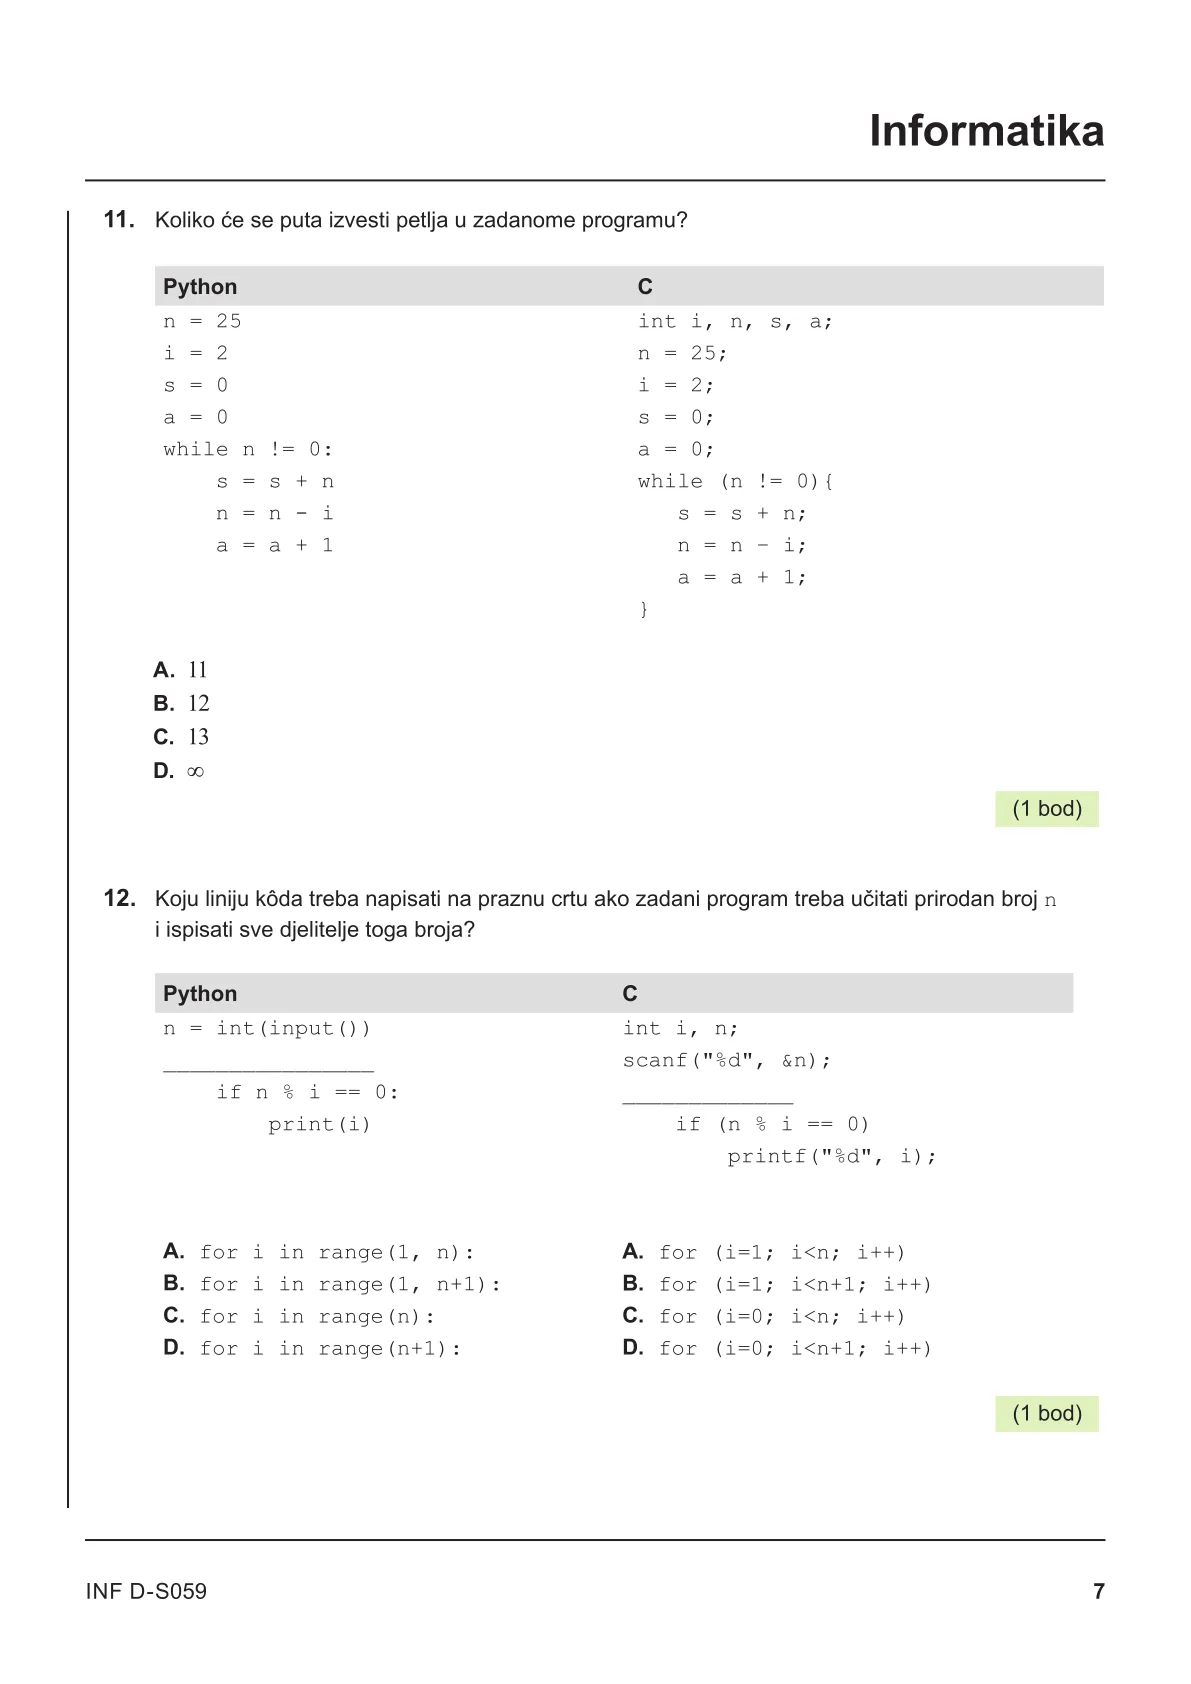 Informatika
11. Koliko će se puta izvesti petlja u zadanome programu?
Python C
n = 25 int i, n, s, a;
i = 2 n = 25;
s = 0 i = 2;
a = 0 s = 0;
while n != 0: a = 0;
s = s + n while (n != 0){
n = n - i s = s + n;
a = a + 1 n = n – i;
a = a + 1;
}
A. 11
B. 12
C. 13
D. ∞
(1 bod)
12. Koju liniju kôda treba napisati na praznu crtu ako zadani program treba učitati prirodan broj n
i ispisati sve djelitelje toga broja?
Python C
n = int(input()) int i, n;
________________ scanf("%d", &n);
if n % i == 0: _____________
print(i) if (n % i == 0)
printf("%d", i);
A. for i in range(1, n): A. for (i=1; i<n; i++)
B. for i in range(1, n+1): B. for (i=1; i<n+1; i++)
C. for i in range(n): C. for (i=0; i<n; i++)
D. for i in range(n+1): D. for (i=0; i<n+1; i++)
(1 bod)
INF D-S059 7